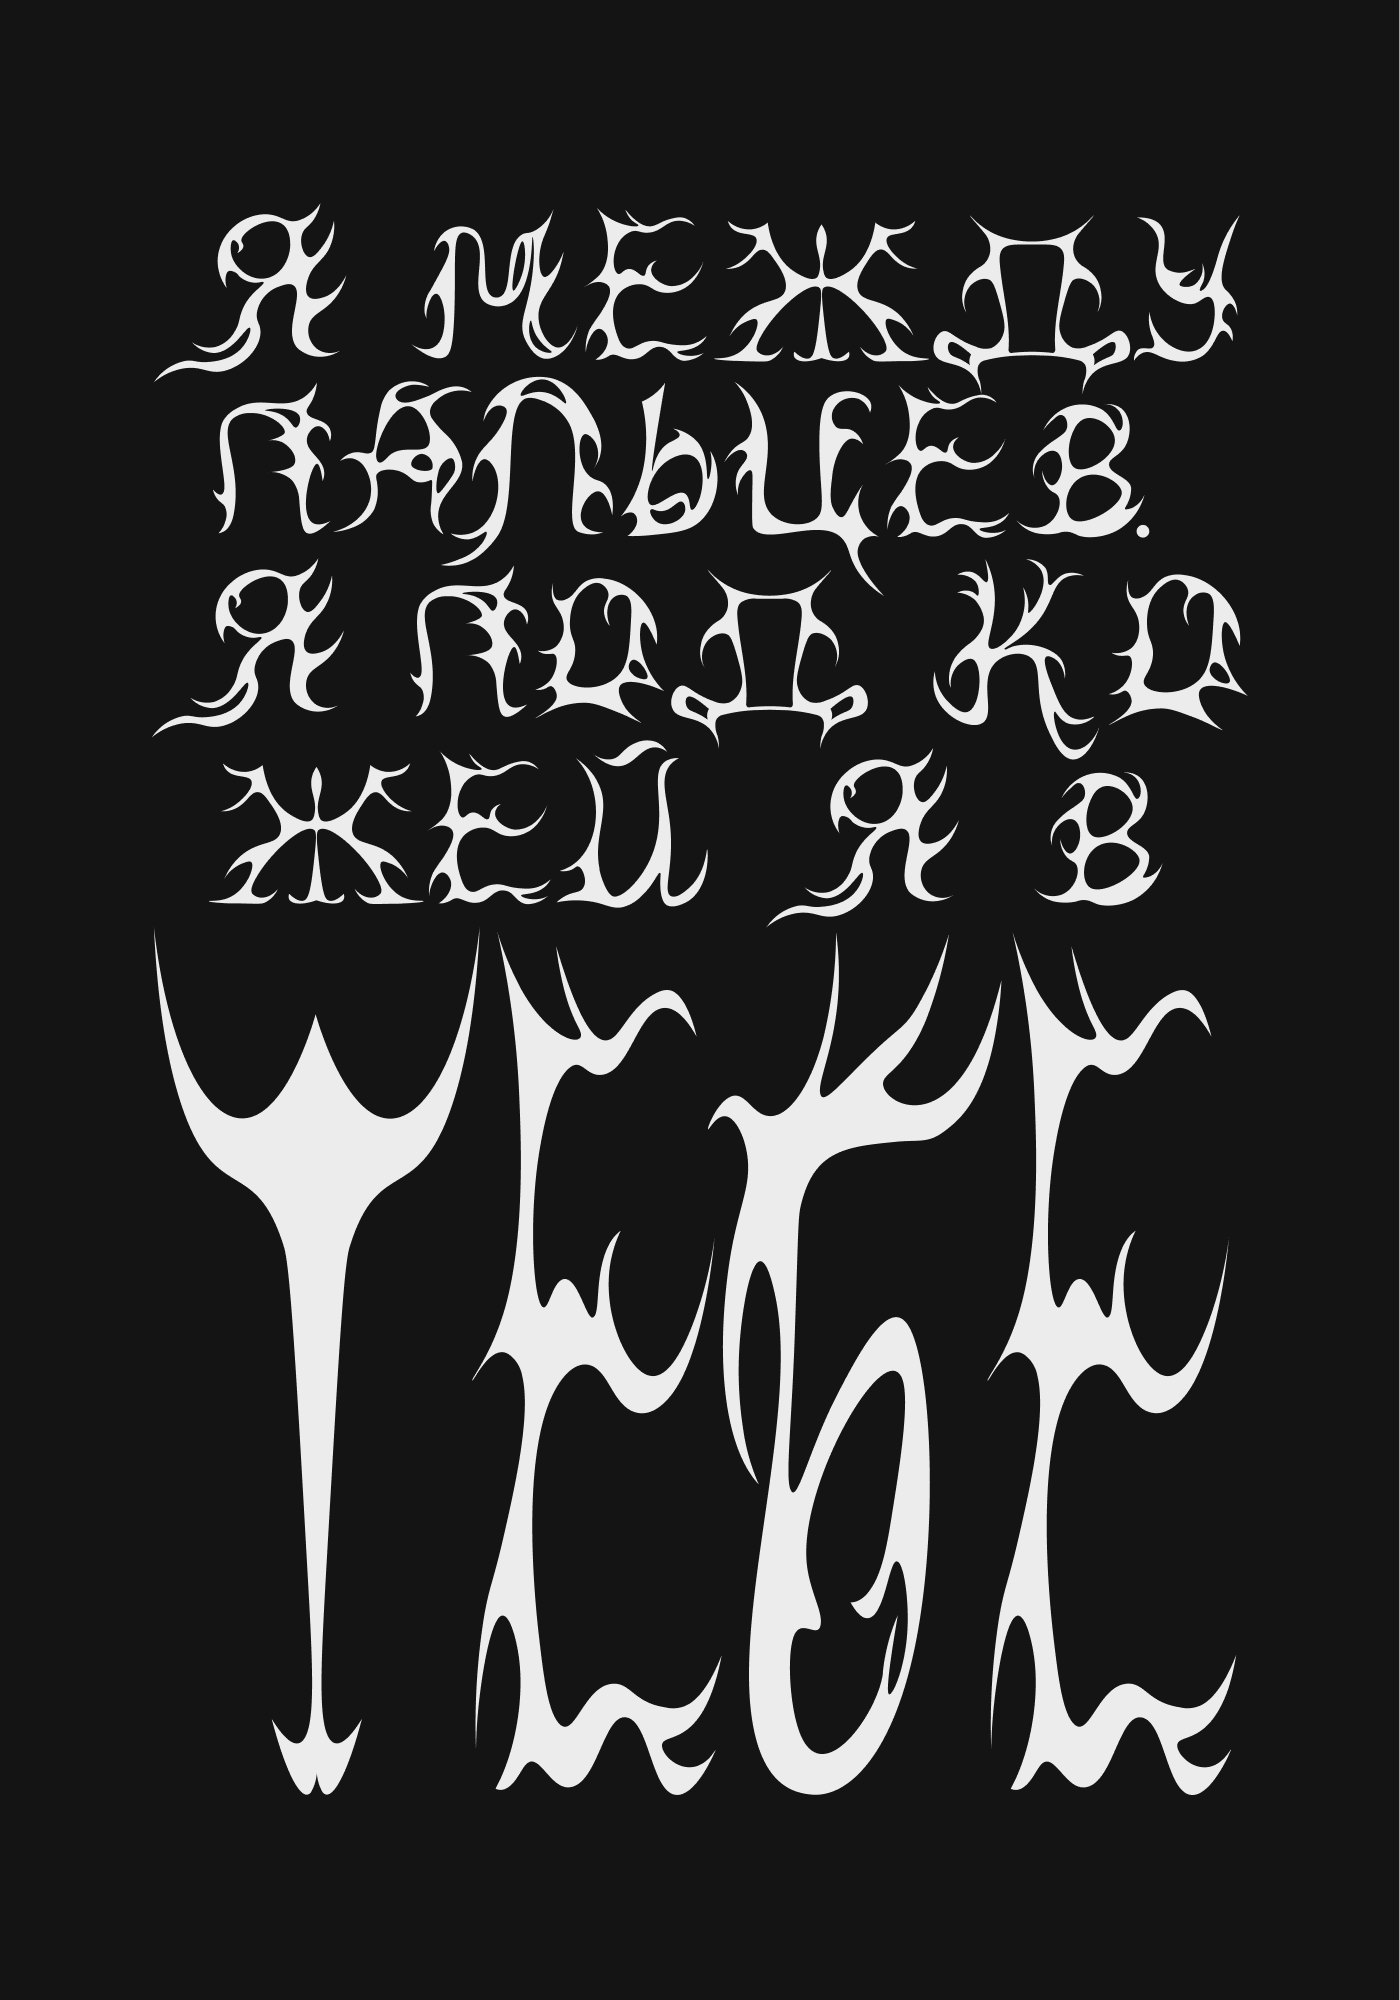 Я МЕЖДУ
ПАЛЬЦЕВ.
Я ПОД КО
ЖЕЙ Я В
ТЕБЕ